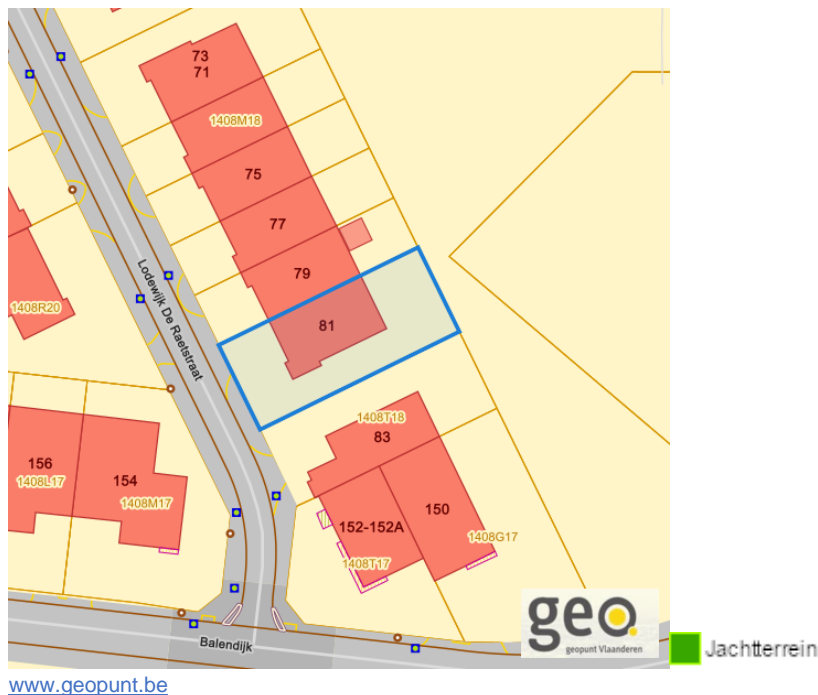 73
71
1408M18
75
77
79
81
Lodewijk De Raetstraat
1408R20
1408T18
83
156
1408L17
154
1408M17
152-152A
150
1408T17
1408G17
Balendijk
geo.
geopunt Vlaanderen
Jachtterrein
www.geopunt.be